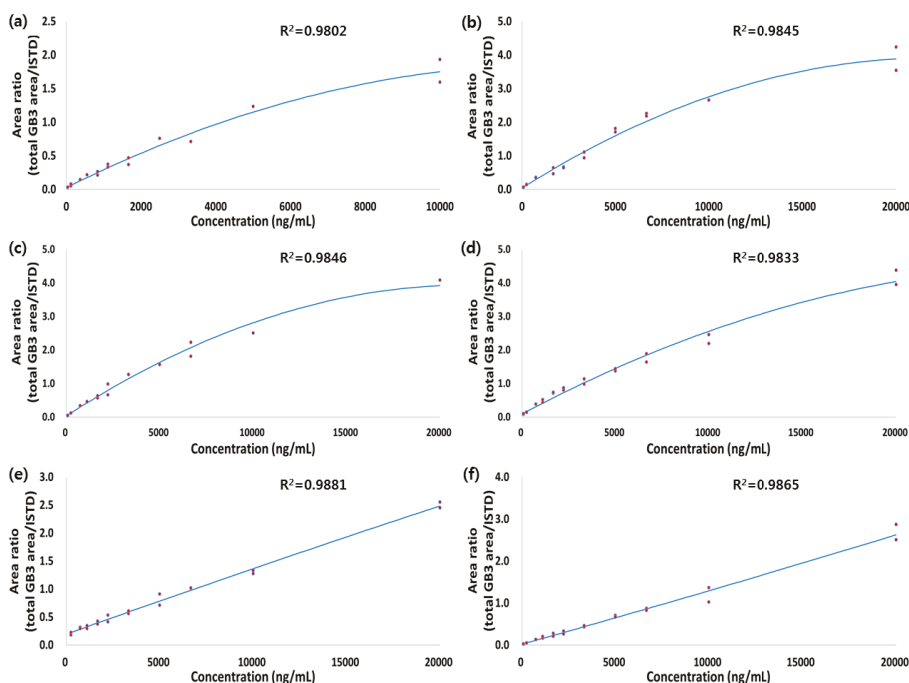 (a)
R²=0.9802
Area ratio
(total GB3 area/ISTD)
2.5
2.0
1.5
1.0
0.5
0.0
0 2000 4000 6000 8000 10000
Concentration (ng/mL)
(b)
R²=0.9845
Area ratio
(total GB3 area/ISTD)
5.0
4.0
3.0
2.0
1.0
0.0
0 5000 10000 15000 20000
Concentration (ng/mL)
(c)
R²=0.9846
Area ratio
(total GB3 area/ISTD)
5.0
4.0
3.0
2.0
1.0
0.0
0 5000 10000 15000 20000
Concentration (ng/mL)
(d)
R²=0.9833
Area ratio
(total GB3 area/ISTD)
5.0
4.0
3.0
2.0
1.0
0.0
0 5000 10000 15000 20000
Concentration (ng/mL)
(e)
R²=0.9881
Area ratio
(total GB3 area/ISTD)
3.0
2.5
2.0
1.5
1.0
0.5
0.0
0 5000 10000 15000 20000
Concentration (ng/mL)
(f)
R²=0.9865
Area ratio
(total GB3 area/ISTD)
4.0
3.0
2.0
1.0
0.0
0 5000 10000 15000 20000
Concentration (ng/mL)